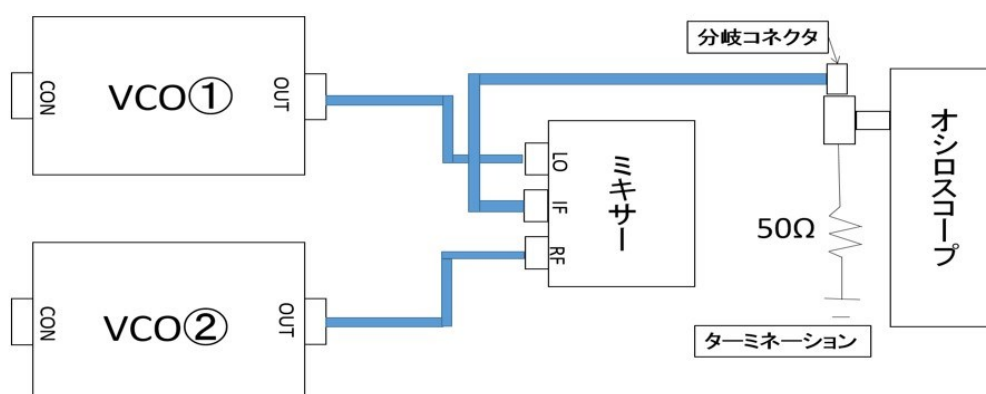 分岐コネクタ
CON
VCO①
OUT
LO
IF
RF
ミキサー
オシロスコープ
50Ω
CON
VCO②
OUT
ターミネーション